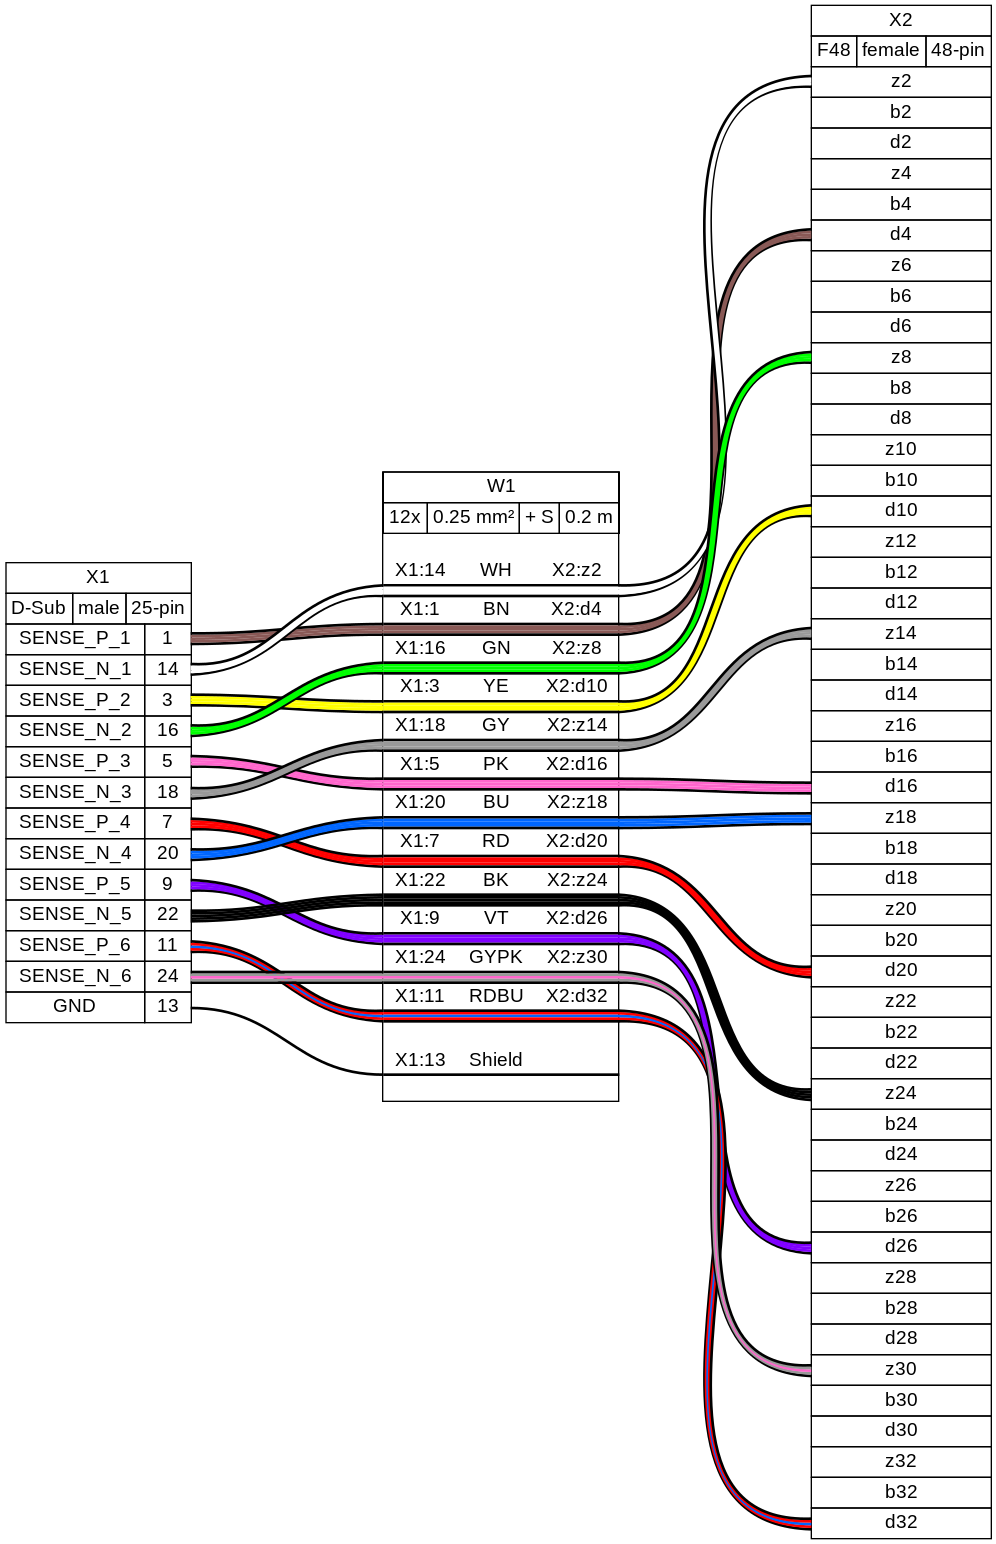 X1
D-Sub male 25-pin
SENSE_P_1 1
SENSE_N_1 14
SENSE_P_2 3
SENSE_N_2 16
SENSE_P_3 5
SENSE_N_3 18
SENSE_P_4 7
SENSE_N_4 20
SENSE_P_5 9
SENSE_N_5 22
SENSE_P_6 11
SENSE_N_6 24
GND 13
W1
12x 0.25 mm² + S 0.2 m
X1:14 WH X2:z2
X1:1 BN X2:d4
X1:16 GN X2:z8
X1:3 YE X2:d10
X1:18 GY X2:z14
X1:5 PK X2:d16
X1:20 BU X2:z18
X1:7 RD X2:d20
X1:22 BK X2:z24
X1:9 VT X2:d26
X1:24 GYPK X2:z30
X1:11 RDBU X2:d32
X1:13 Shield
X2
F48 female 48-pin
z2
b2
d2
z4
b4
d4
z6
b6
d6
z8
b8
d8
z10
b10
d10
z12
b12
d12
z14
b14
d14
z16
b16
d16
z18
b18
d18
z20
b20
d20
z22
b22
d22
z24
b24
d24
z26
b26
d26
z28
b28
d28
z30
b30
d30
z32
b32
d32